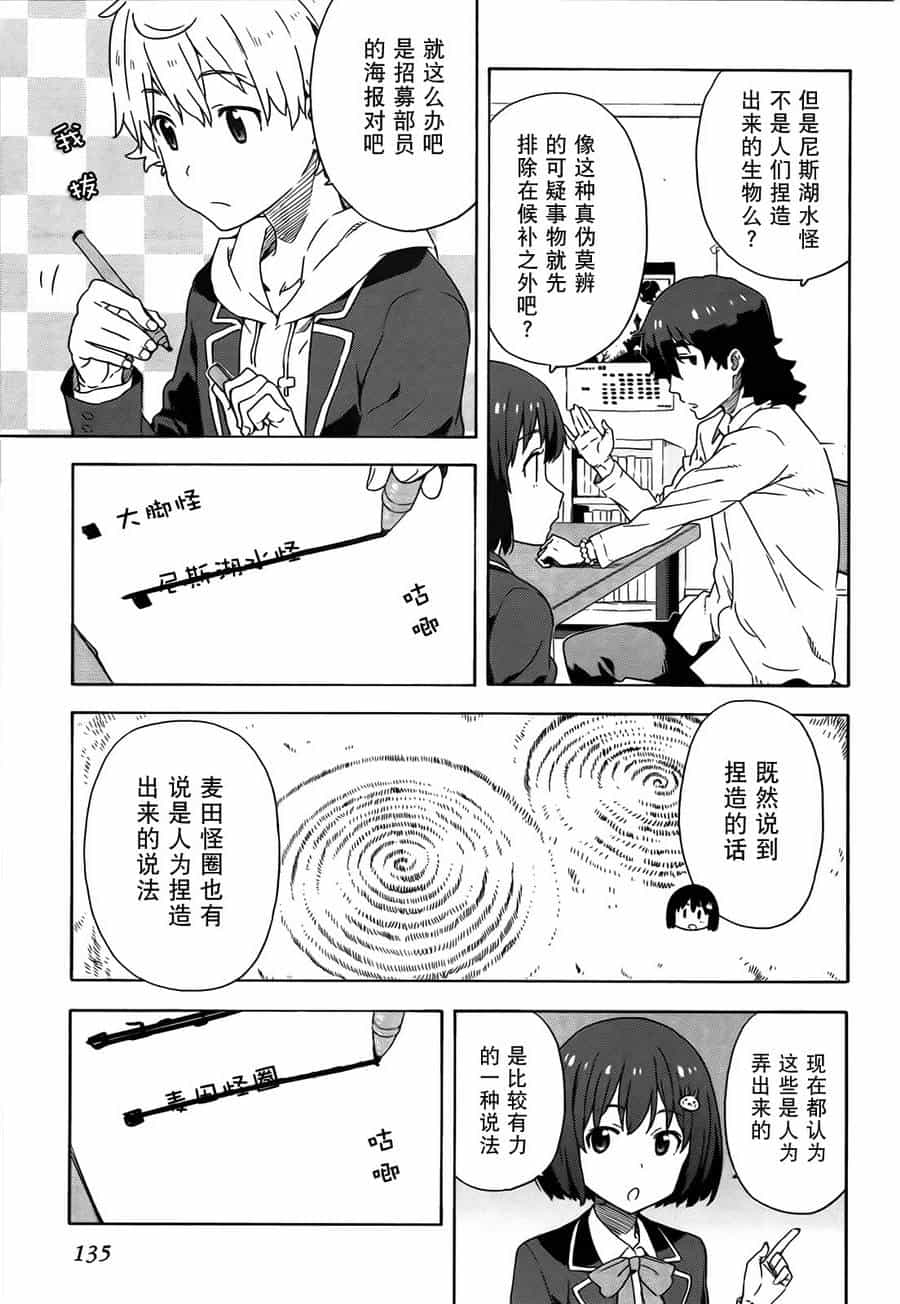 但是尼斯湖水怪
不是人们捏造
出来的生物么？
像这种真伪莫辨
的可疑事物就先
排除在候补之外吧？
就这么办吧
是招募部员
的海报对吧
我
拔
大脚怪
尼斯湖水怪
咕
唧
既然说到
捏造的话
麦田怪圈也有
说是人为捏造
出来的说法
现在都认为
这些是人为
弄出来的
是比较有力
的一种说法
麦田怪圈
咕
唧
135